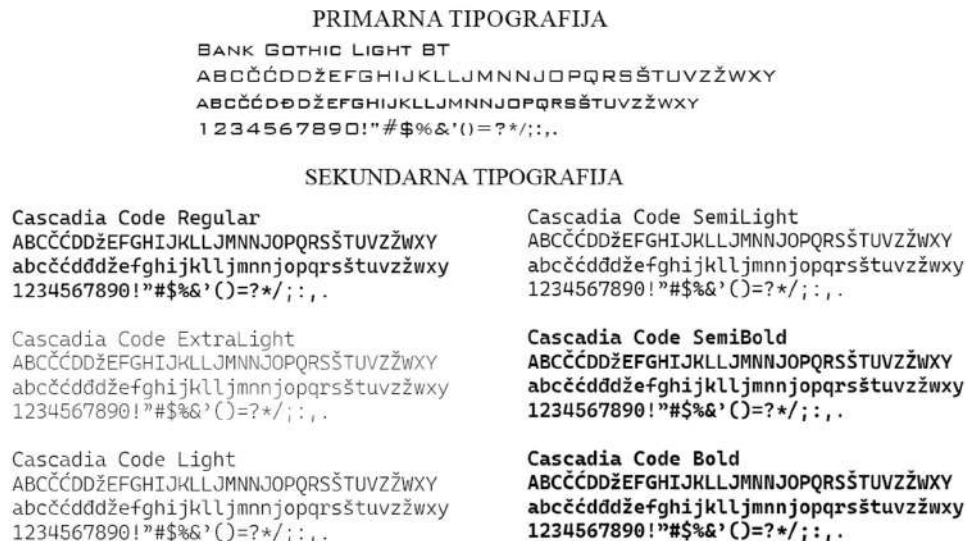 PRIMARNA TIPOGRAFIJA
BANK GOTHIC LIGHT BT
ABCČĆDDŽEFGHIJKLLJMNNJOPQRSŠTUVZŽWXY
ABCČĆDĐDŽEFGHIJKLLJMNNJOPQRSŠTUVZŽWXY
1234567890!"#$%&'()=?*/;:,.
SEKUNDARNA TIPOGRAFIJA
Cascadia Code Regular
ABCČĆDDŽEFGHIJKLLJMNNJOPQRSŠTUVZŽWXY
abcčćdđdžefghijklljmnnjopqrsštuvzžwxy
1234567890!”#$%&’()=?*/;:,.
Cascadia Code ExtraLight
ABCČĆDDŽEFGHIJKLLJMNNJOPQRSŠTUVZŽWXY
abcčćdđdžefghijklljmnnjopqrsštuvzžwxy
1234567890!”#$%&’()=?*/;:,.
Cascadia Code Light
ABCČĆDDŽEFGHIJKLLJMNNJOPQRSŠTUVZŽWXY
abcčćdđdžefghijklljmnnjopqrsštuvzžwxy
1234567890!”#$%&’()=?*/;:,.
Cascadia Code SemiLight
ABCČĆDDŽEFGHIJKLLJMNNJOPQRSŠTUVZŽWXY
abcčćdđdžefghijklljmnnjopqrsštuvzžwxy
1234567890!”#$%&’()=?*/;:,.
Cascadia Code SemiBold
ABCČĆDDŽEFGHIJKLLJMNNJOPQRSŠTUVZŽWXY
abcčćdđdžefghijklljmnnjopqrsštuvzžwxy
1234567890!”#$%&’()=?*/;:,.
Cascadia Code Bold
ABCČĆDDŽEFGHIJKLLJMNNJOPQRSŠTUVZŽWXY
abcčćdđdžefghijklljmnnjopqrsštuvzžwxy
1234567890!”#$%&’()=?*/;:,.